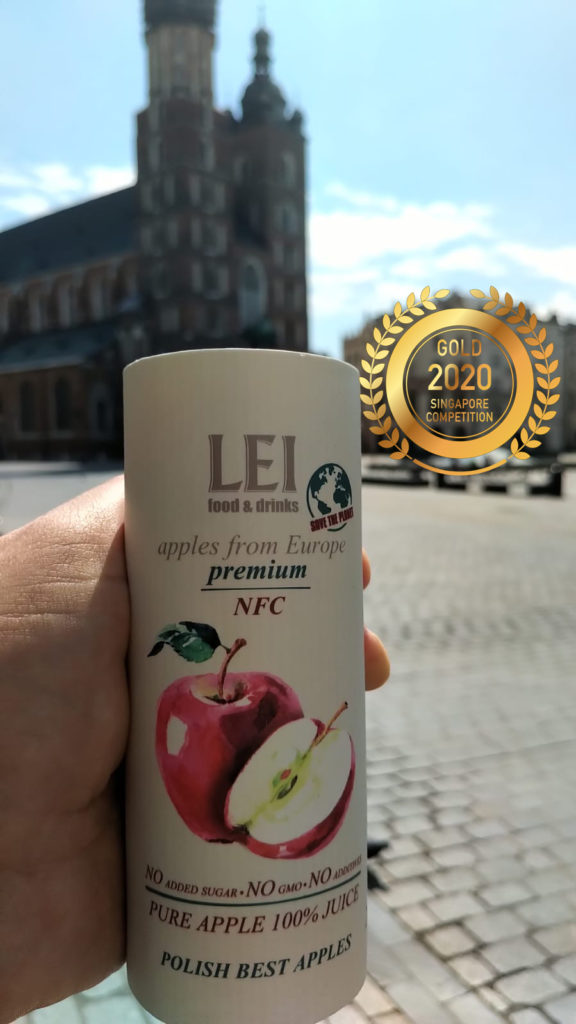 GOLD
2020
SINGAPORE
COMPETITION
LEI
food & drinks
SAVE THE PLANET
apples from Europe
premium
NFC
NO ADDED SUGAR • NO GMO • NO ADDITIVES
PURE APPLE 100% JUICE
POLISH BEST APPLES